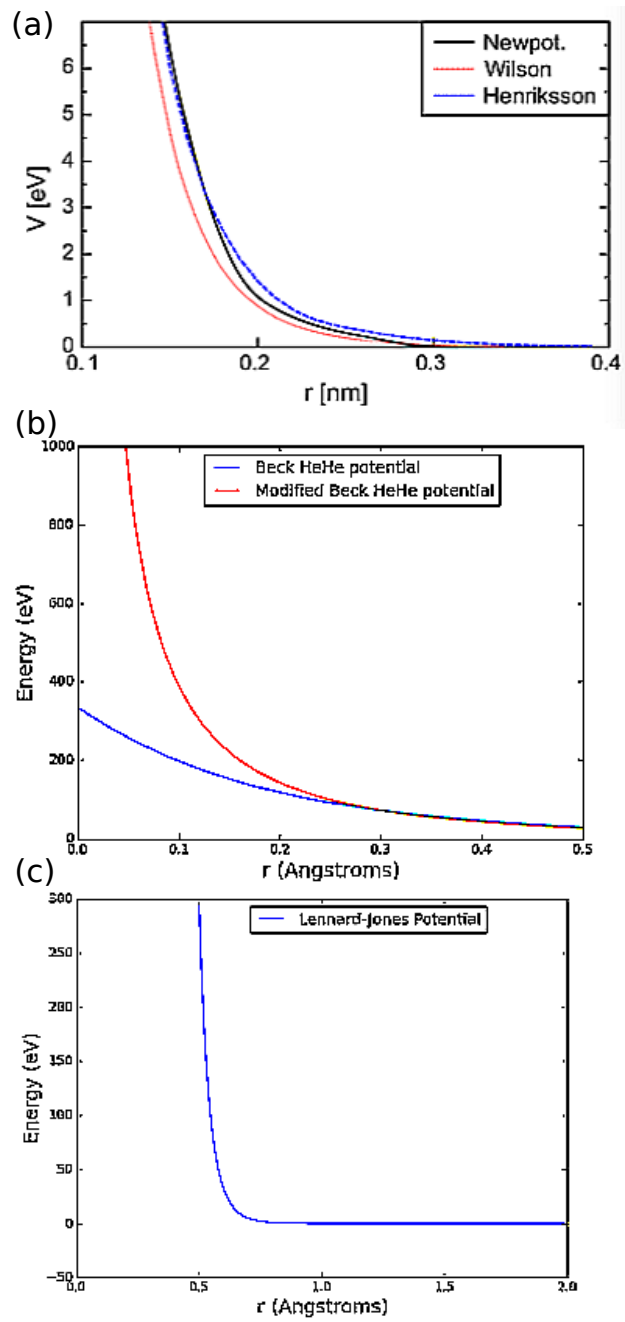 (a)
Newpot.
Wilson
Henriksson
6
5
4
3
2
1
0
V [eV]
0.1 0.2 0.3 0.4
r [nm]
(b)
Beck HeHe potential
Modified Beck HeHe potential
1000
800
600
400
200
0
Energy (eV)
0.0 0.1 0.2 0.3 0.4 0.5
r (Angstroms)
(c)
Lennard-Jones Potential
300
250
200
150
100
50
0
−50
Energy (eV)
0.0 0.5 1.0 1.5 2.0
r (Angstroms)